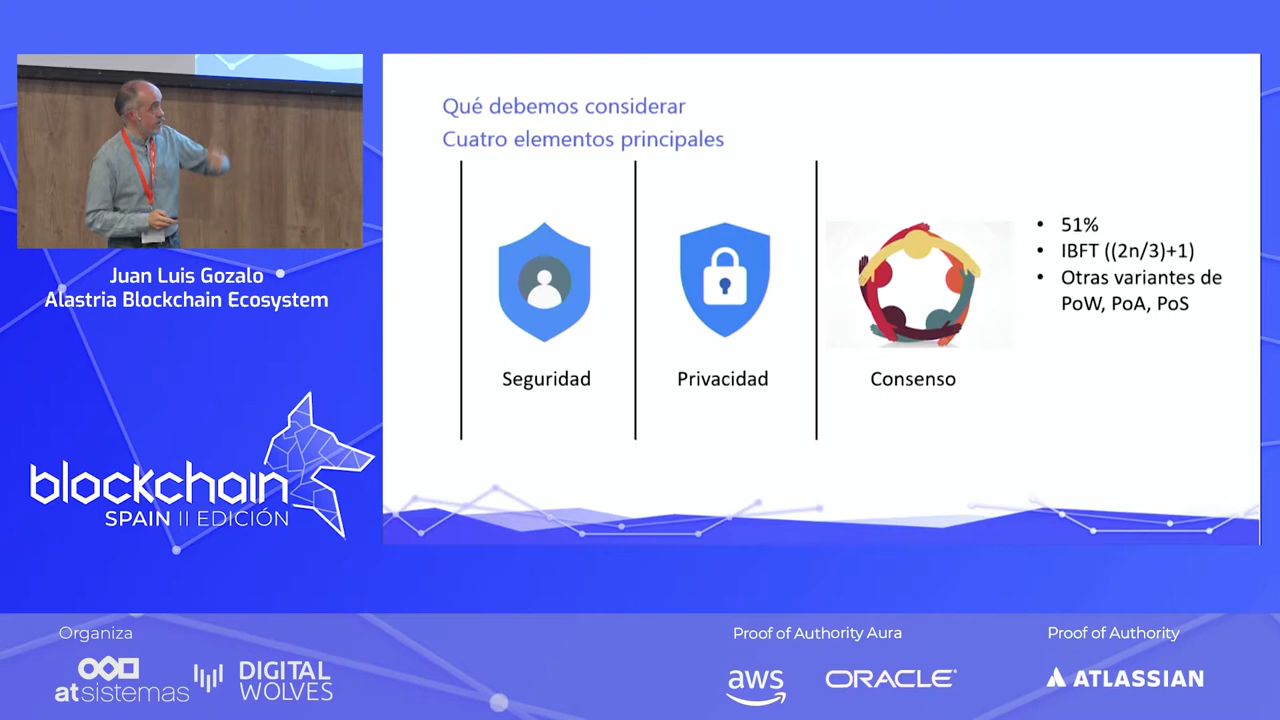 Qué debemos considerar
Cuatro elementos principales
Seguridad
Privacidad
Consenso
• 51%
• IBFT ((2n/3)+1)
• Otras variantes de
PoW, PoA, PoS
Juan Luis Gozalo
Alastria Blockchain Ecosystem
blockchain
SPAIN II EDICIÓN
Organiza
atsistemas
DIGITAL
WOLVES
Proof of Authority Aura
aws
ORACLE
Proof of Authority
ATLASSIAN